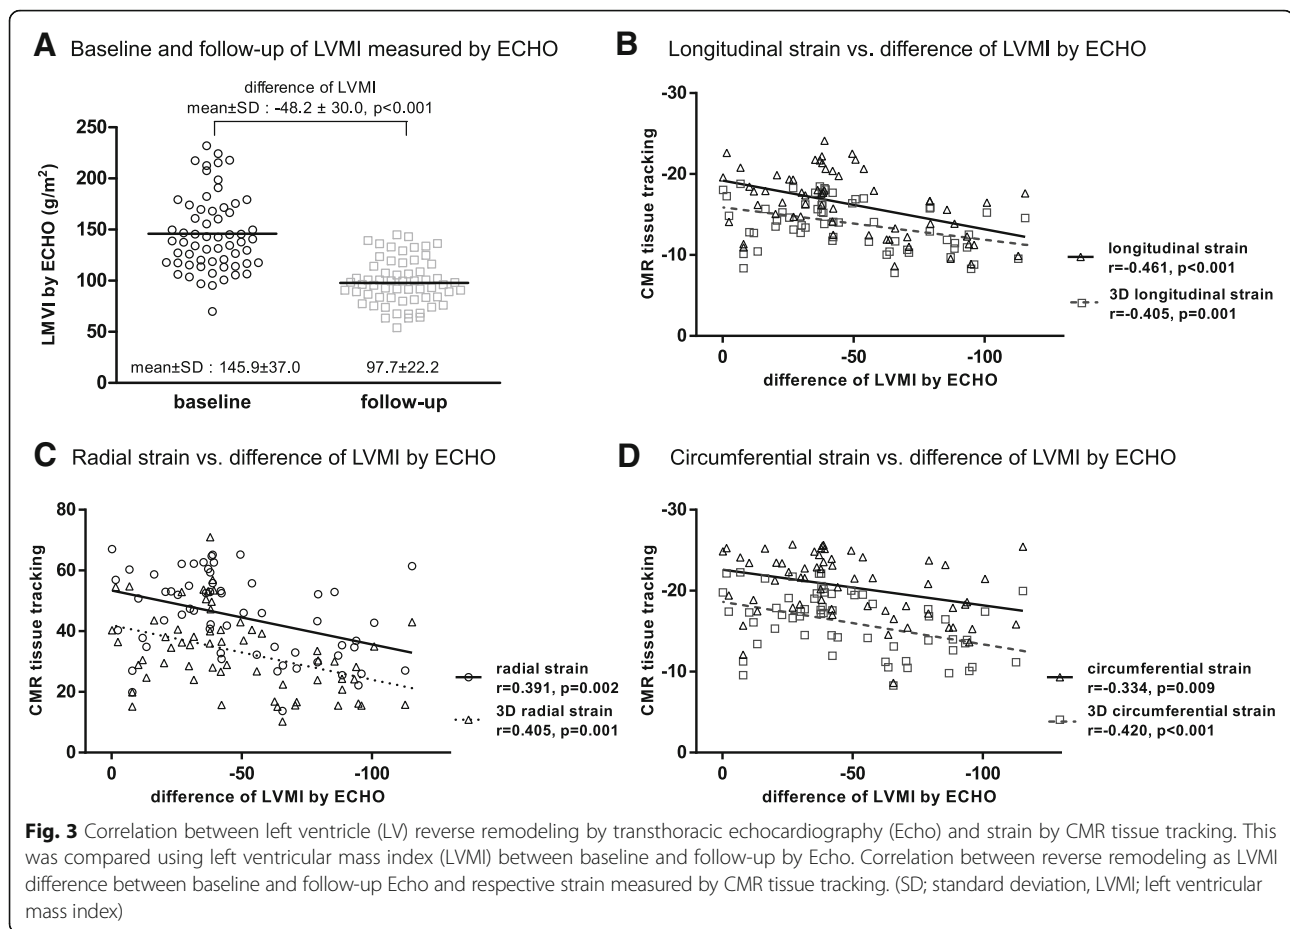 A Baseline and follow-up of LVMI measured by ECHO
difference of LVMI
mean±SD : -48.2 ± 30.0, p<0.001
LMVI by ECHO (g/m²)
250
200
150
100
50
0
mean±SD : 145.9±37.0
97.7±22.2
baseline
follow-up
B Longitudinal strain vs. difference of LVMI by ECHO
CMR tissue tracking
-30
-20
-10
0
0
-50
-100
difference of LVMI by ECHO
longitudinal strain
r=-0.461, p<0.001
3D longitudinal strain
r=-0.405, p=0.001
C Radial strain vs. difference of LVMI by ECHO
CMR tissue tracking
80
60
40
20
0
0
-50
-100
difference of LVMI by ECHO
radial strain
r=0.391, p=0.002
3D radial strain
r=0.405, p=0.001
D Circumferential strain vs. difference of LVMI by ECHO
CMR tissue tracking
-30
-20
-10
0
0
-50
-100
difference of LVMI by ECHO
circumferential strain
r=-0.334, p=0.009
3D circumferential strain
r=-0.420, p<0.001
Fig. 3 Correlation between left ventricle (LV) reverse remodeling by transthoracic echocardiography (Echo) and strain by CMR tissue tracking. This
was compared using left ventricular mass index (LVMI) between baseline and follow-up by Echo. Correlation between reverse remodeling as LVMI
difference between baseline and follow-up Echo and respective strain measured by CMR tissue tracking. (SD; standard deviation, LVMI; left ventricular
mass index)